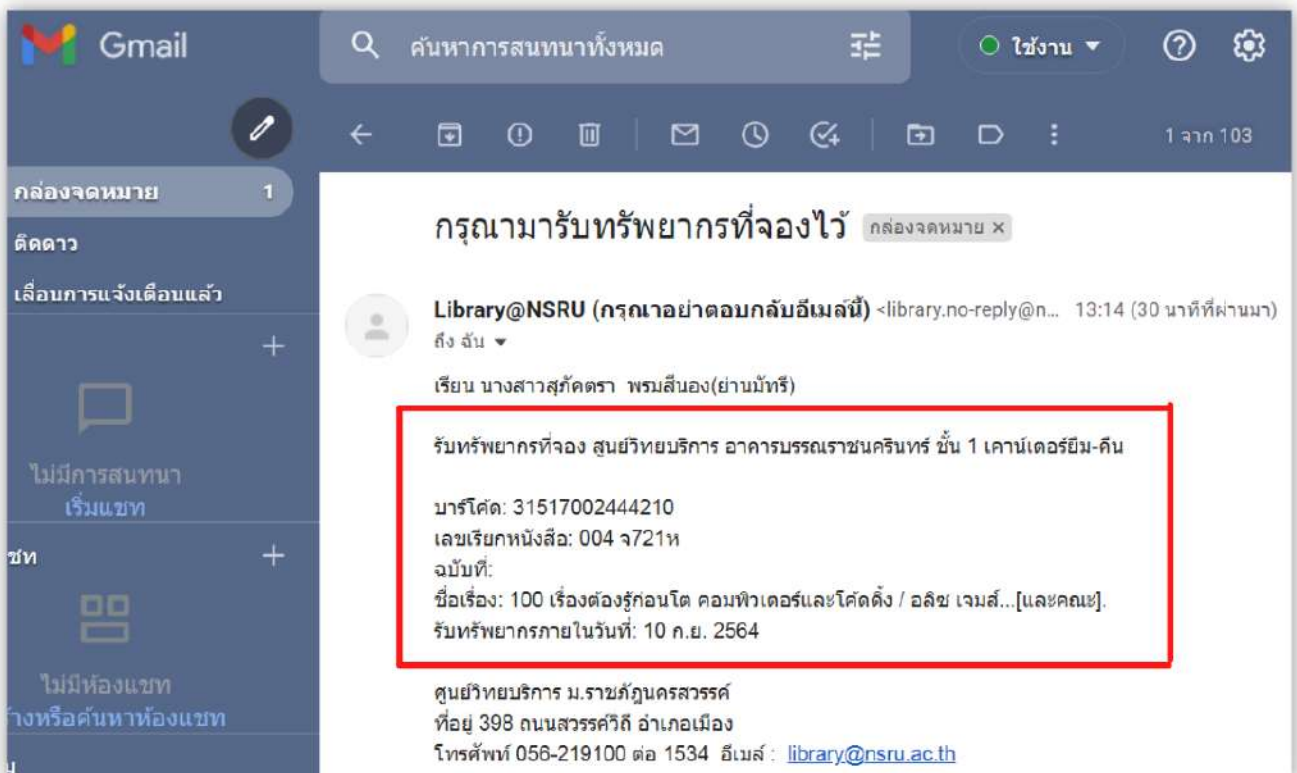 Gmail
ค้นหาการสนทนาทั้งหมด
ใช้งาน
1 จาก 103
กล่องจดหมาย 1
ติดดาว
เลื่อนการแจ้งเตือนแล้ว
ไม่มีการสนทนา
เริ่มแชท
ไม่มีห้องแชท
กรุณามารับทรัพยากรที่จองไว้ กล่องจดหมาย ×
Library@NSRU (กรุณาอย่าตอบกลับอีเมล์นี้) <library.no-reply@n... 13:14 (30 นาทีที่ผ่านมา)
ถึง ฉัน
เรียน นางสาวสุภัคตรา พรมสีนอง(ย่านมัทรี)
รับทรัพยากรที่จอง สูนย์วิทยบริการ อาคารบรรณราชนครินทร์ ชั้น 1 เคาน์เตอร์ยืม-คืน
บาร์โค้ด: 31517002444210
เลขเรียกหนังสือ: 004 จ721ห
ฉบับที่:
ชื่อเรื่อง: 100 เรื่องต้องรู้ก่อนโต คอมพิวเตอร์และโค้ดดิ้ง / อลิซ เจมส์...[และคณะ].
รับทรัพยากรภายในวันที่: 10 ก.ย. 2564
ศูนย์วิทยบริการ ม.ราชภัฏนครสวรรค์
ที่อยู่ 398 ถนนสวรรค์วิถี อำเภอเมือง
โทรศัพท์ 056-219100 ต่อ 1534 อีเมล์ : library@nsru.ac.th